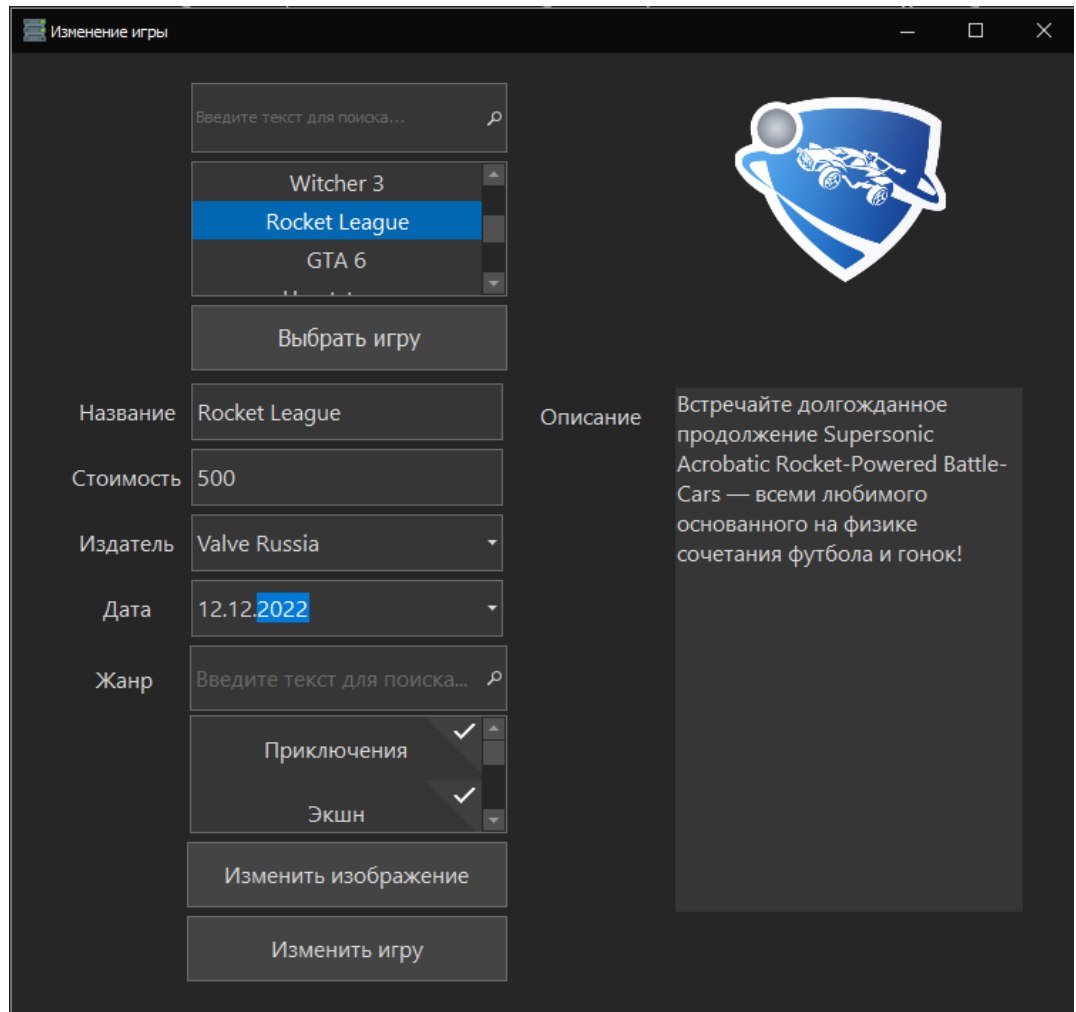 Изменение игры
Введите текст для поиска...
Witcher 3
Rocket League
GTA 6
Выбрать игру
Название
Rocket League
Стоимость
500
Издатель
Valve Russia
Дата
12.12.2022
Жанр
Введите текст для поиска...
Приключения
Экшн
Изменить изображение
Изменить игру
Описание
Встречайте долгожданное
продолжение Supersonic
Acrobatic Rocket-Powered Battle-
Cars — всеми любимого
основанного на физике
сочетания футбола и гонок!